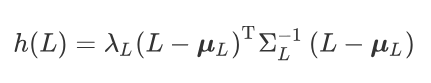 h(L) = λ_L (L − μ_L)^T Σ_L^{-1} (L − μ_L)